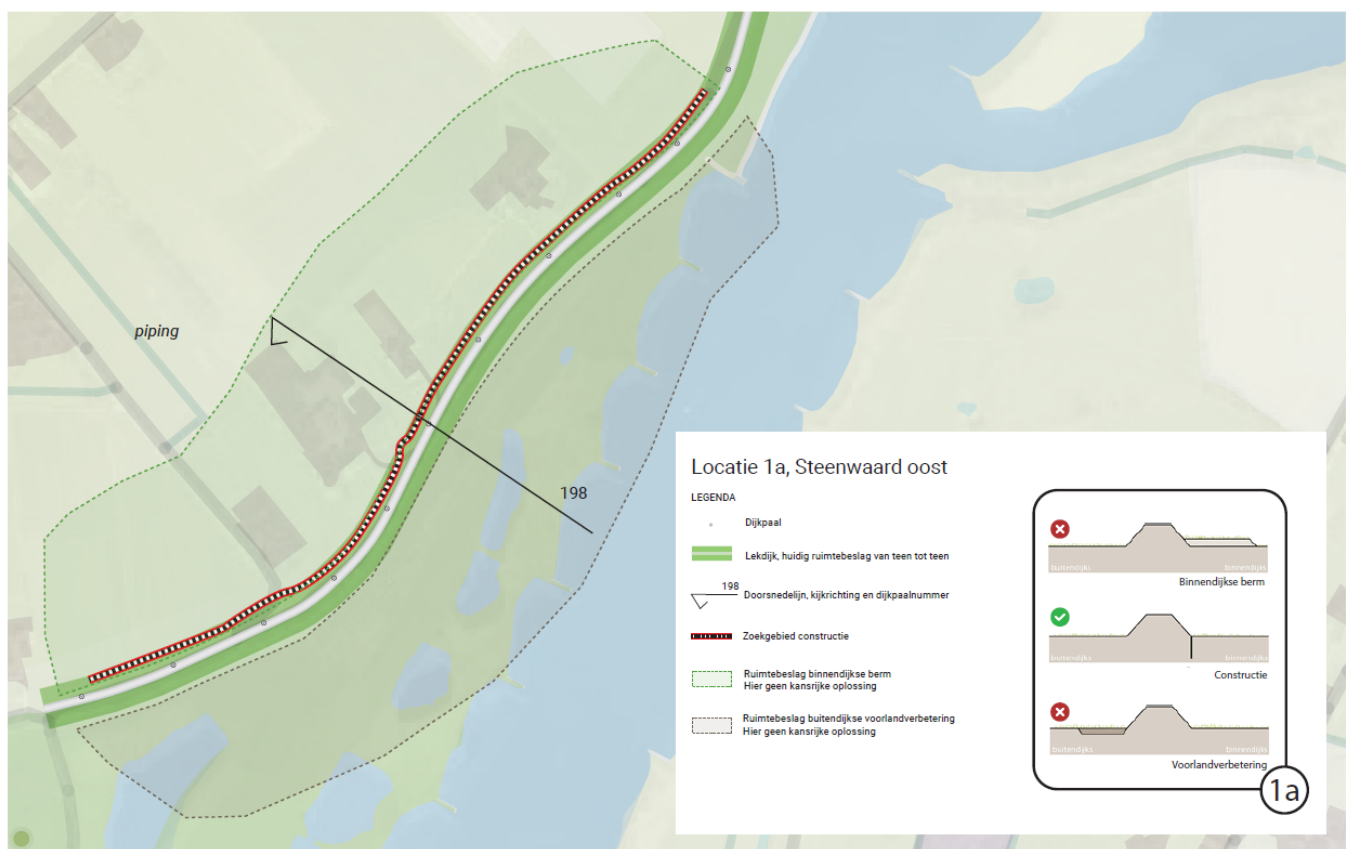 piping
198
Locatie 1a, Steenwaard oost
LEGENDA
Dijkpaal
Lekdijk, huidig ruimtebeslag van teen tot teen
198
Doorsnedelijn, kijkrichting en dijkpaalnummer
Zoekgebied constructie
Ruimtebeslag binnendijkse berm
Hier geen kansrijke oplossing
Ruimtebeslag buitendijkse voorlandverbetering
Hier geen kansrijke oplossing
buitendijks binnendijks
Binnendijkse berm
buitendijks binnendijks
Constructie
buitendijks binnendijks
Voorlandverbetering
1a